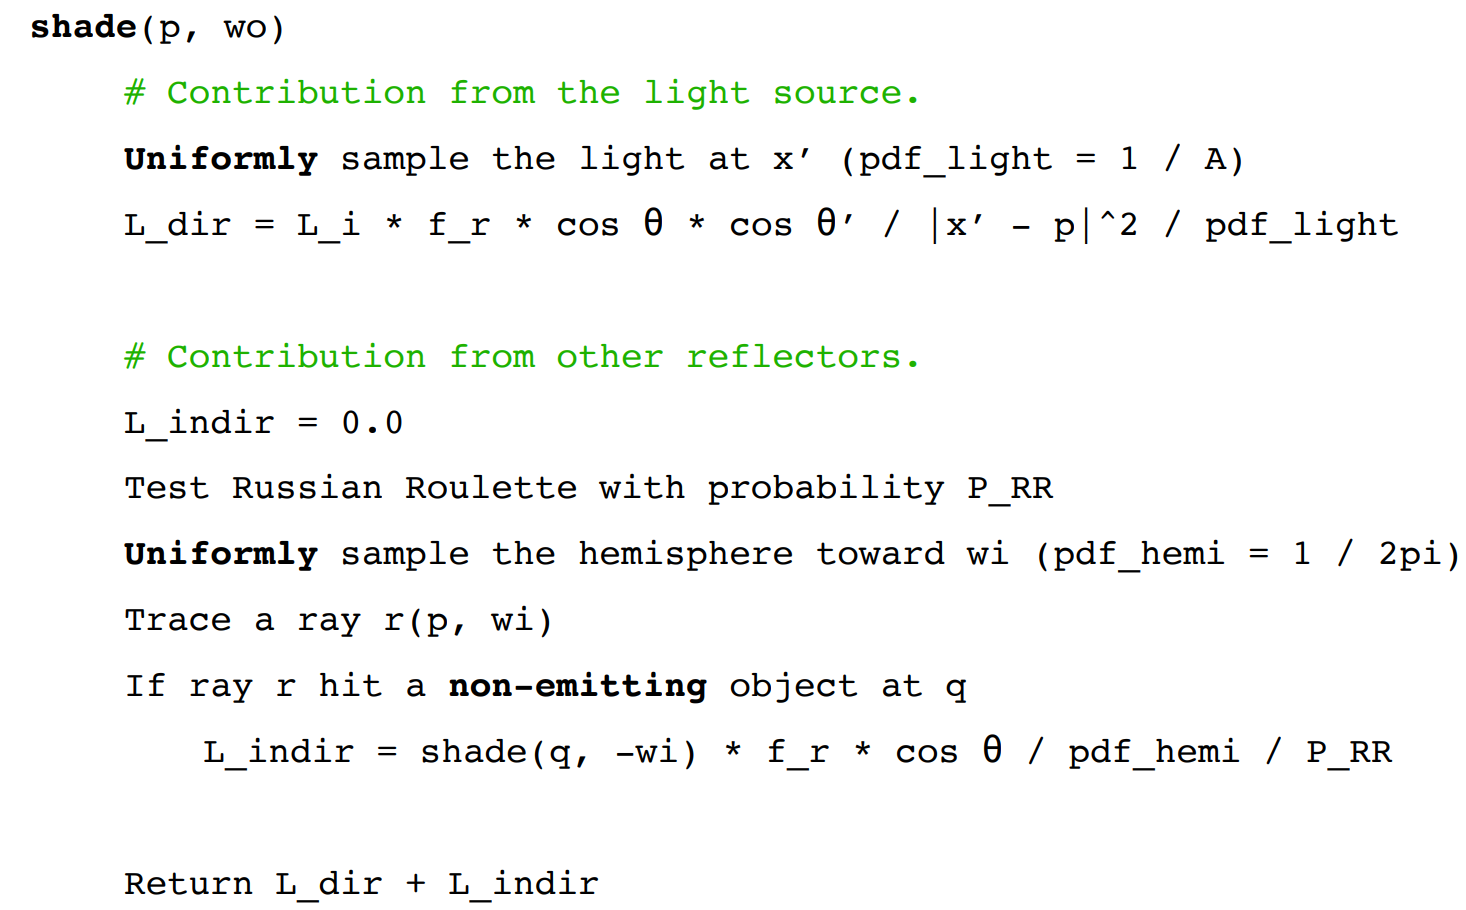 shade(p, wo)
# Contribution from the light source.
Uniformly sample the light at x′ (pdf_light = 1 / A)
L_dir = L_i * f_r * cos θ * cos θ′ / |x′ - p|^2 / pdf_light
# Contribution from other reflectors.
L_indir = 0.0
Test Russian Roulette with probability P_RR
Uniformly sample the hemisphere toward wi (pdf_hemi = 1 / 2pi)
Trace a ray r(p, wi)
If ray r hit a non-emitting object at q
L_indir = shade(q, -wi) * f_r * cos θ / pdf_hemi / P_RR
Return L_dir + L_indir